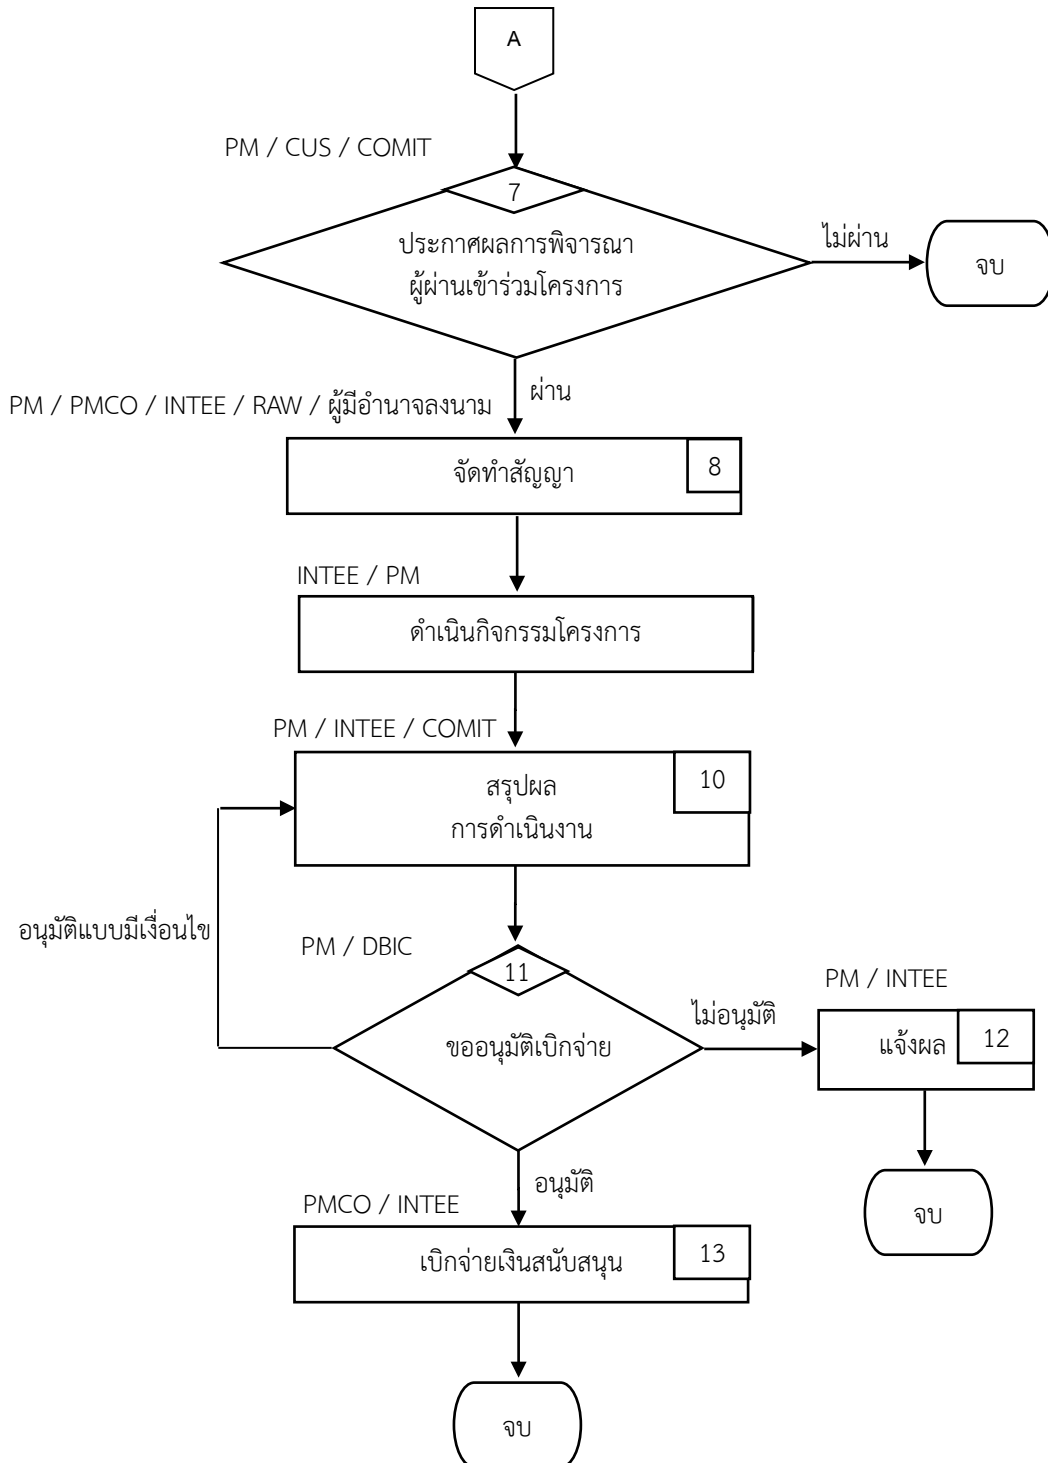 A
PM / CUS / COMIT
7
ประกาศผลการพิจารณา
ผู้ผ่านเข้าร่วมโครงการ
ไม่ผ่าน
จบ
ผ่าน
PM / PMCO / INTEE / RAW / ผู้มีอำนาจลงนาม
จัดทำสัญญา
8
INTEE / PM
ดำเนินกิจกรรมโครงการ
PM / INTEE / COMIT
สรุปผล
การดำเนินงาน
10
อนุมัติแบบมีเงื่อนไข
PM / DBIC
11
ขออนุมัติเบิกจ่าย
ไม่อนุมัติ
PM / INTEE
แจ้งผล
12
จบ
อนุมัติ
PMCO / INTEE
เบิกจ่ายเงินสนับสนุน
13
จบ